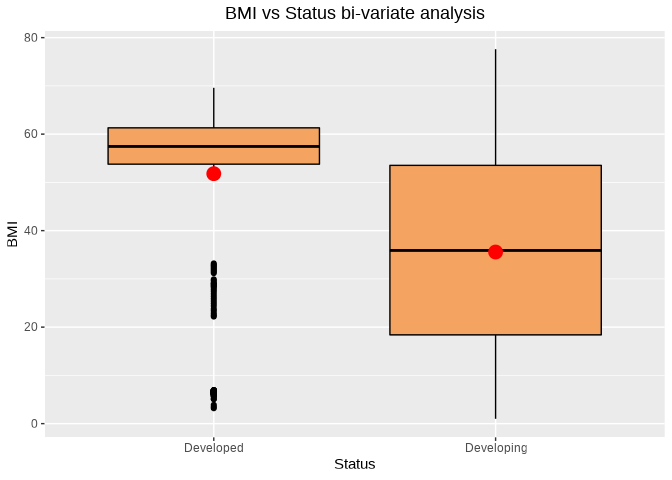 BMI vs Status bi-variate analysis
80
60
40
20
0
BMI
Developed
Developing
Status